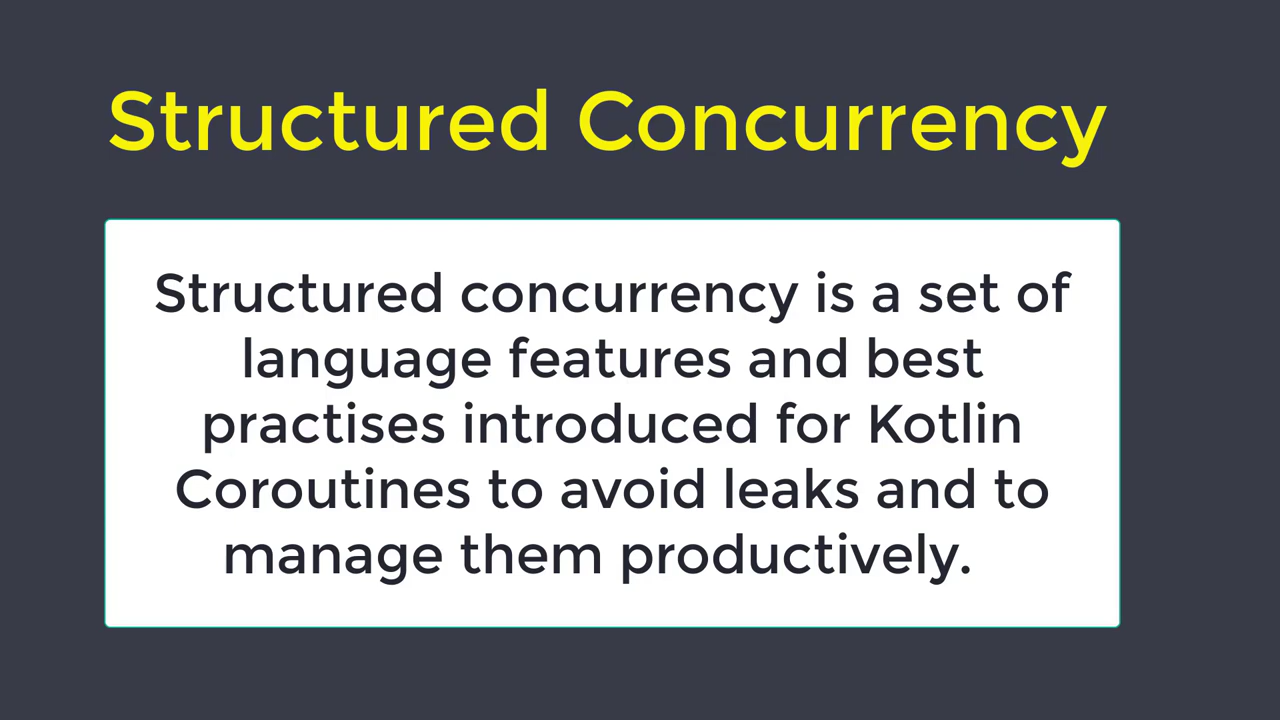 Structured Concurrency
Structured concurrency is a set of
language features and best
practises introduced for Kotlin
Coroutines to avoid leaks and to
manage them productively.